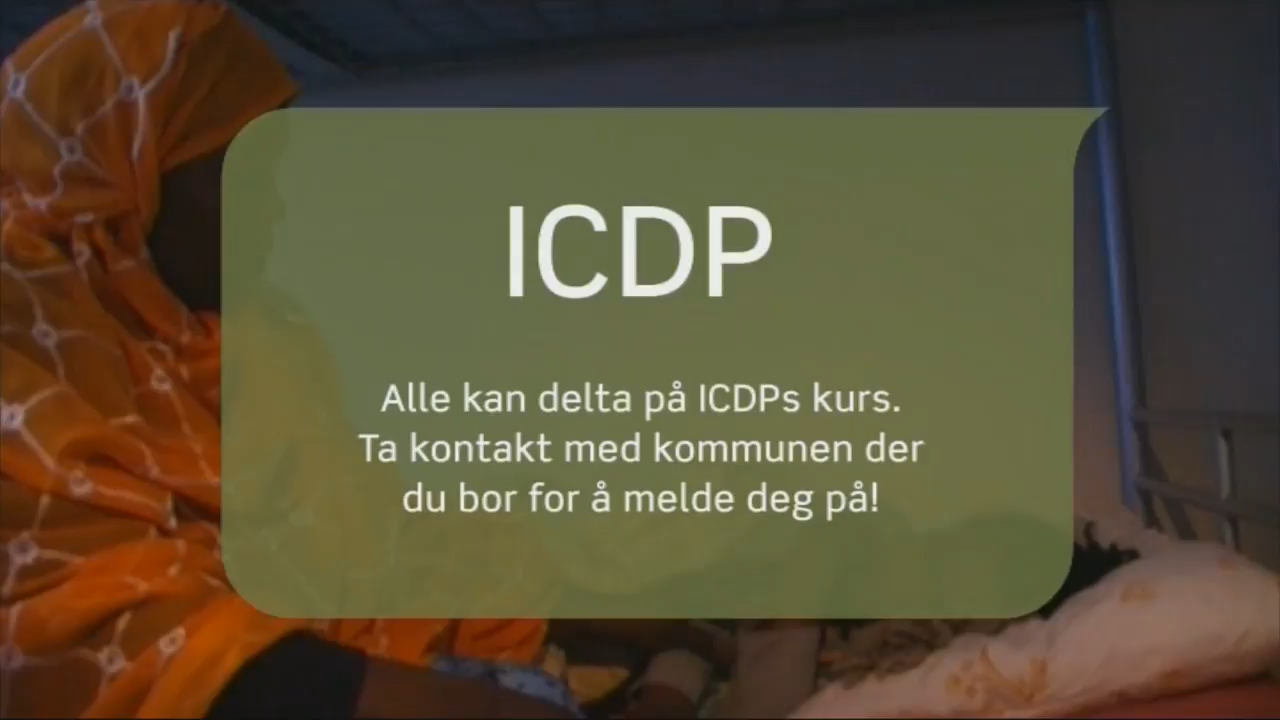 ICDP
Alle kan delta på ICDPs kurs.
Ta kontakt med kommunen der
du bor for å melde deg på!